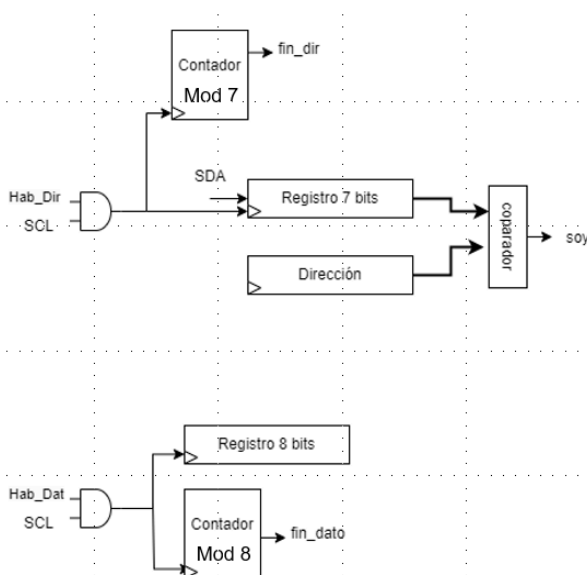 fin_dir
Contador
Mod 7
SDA
Hab_Dir
SCL
Registro 7 bits
coparador
soy
Dirección
Registro 8 bits
Hab_Dat
SCL
Contador
Mod 8
fin_dato